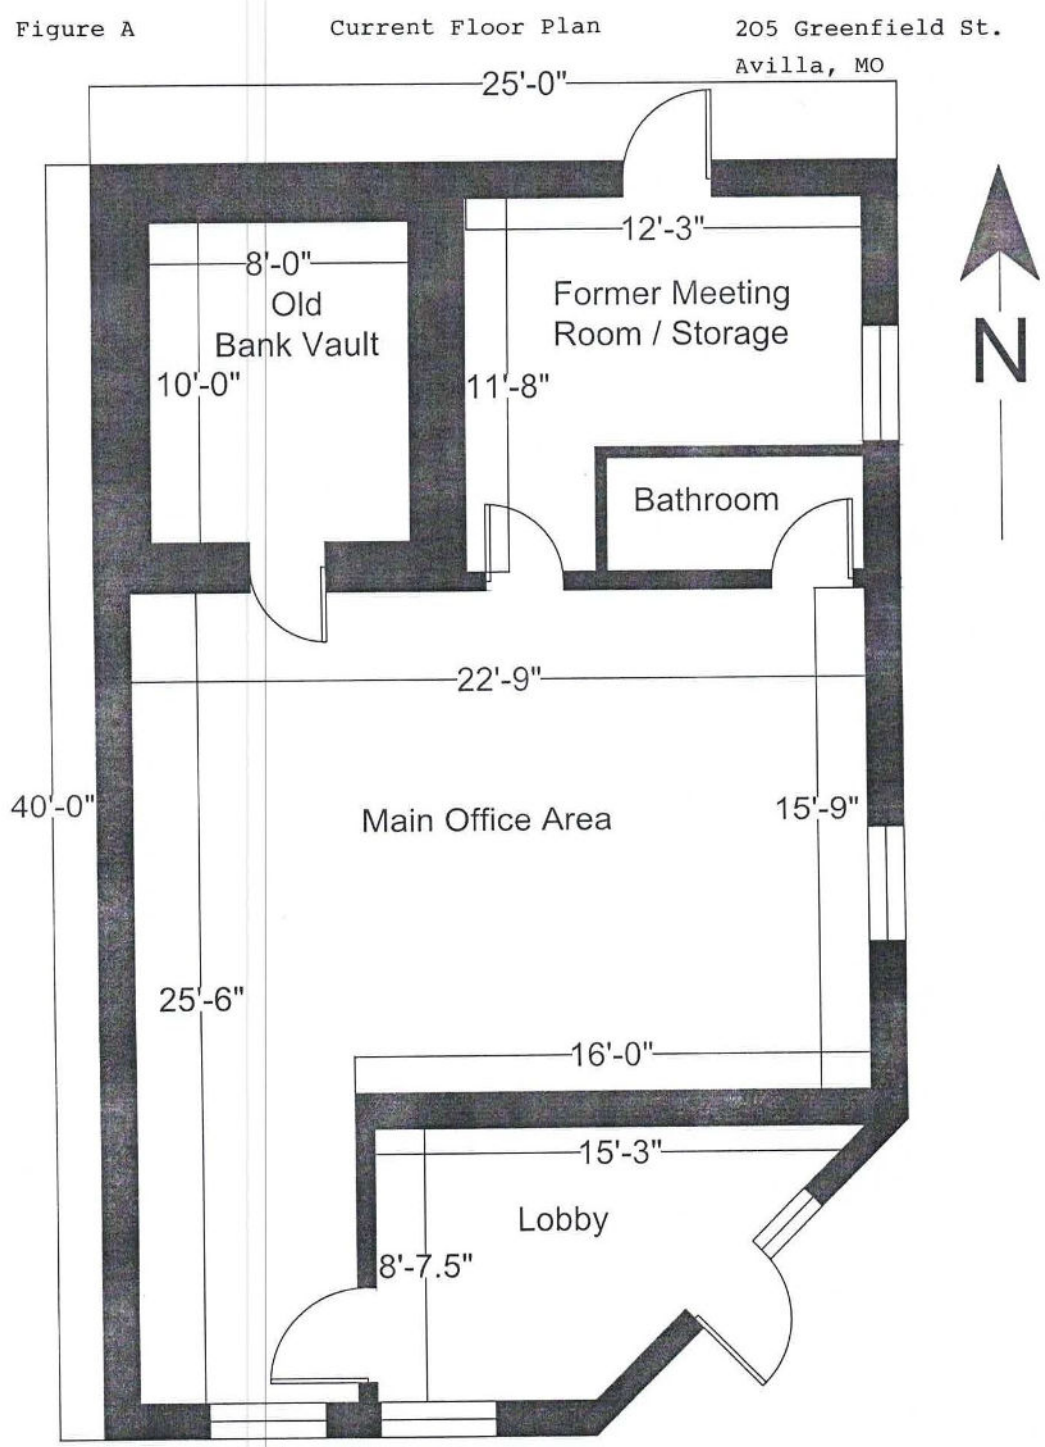 Figure A
Current Floor Plan
205 Greenfield St.
Avilla, MO
25'-0"
12'-3"
8'-0"
Old
Bank Vault
Former Meeting
Room / Storage
N
10'-0"
11'-8"
Bathroom
22'-9"
40'-0"
Main Office Area
15'-9"
25'-6"
16'-0"
15'-3"
Lobby
8'-7.5"